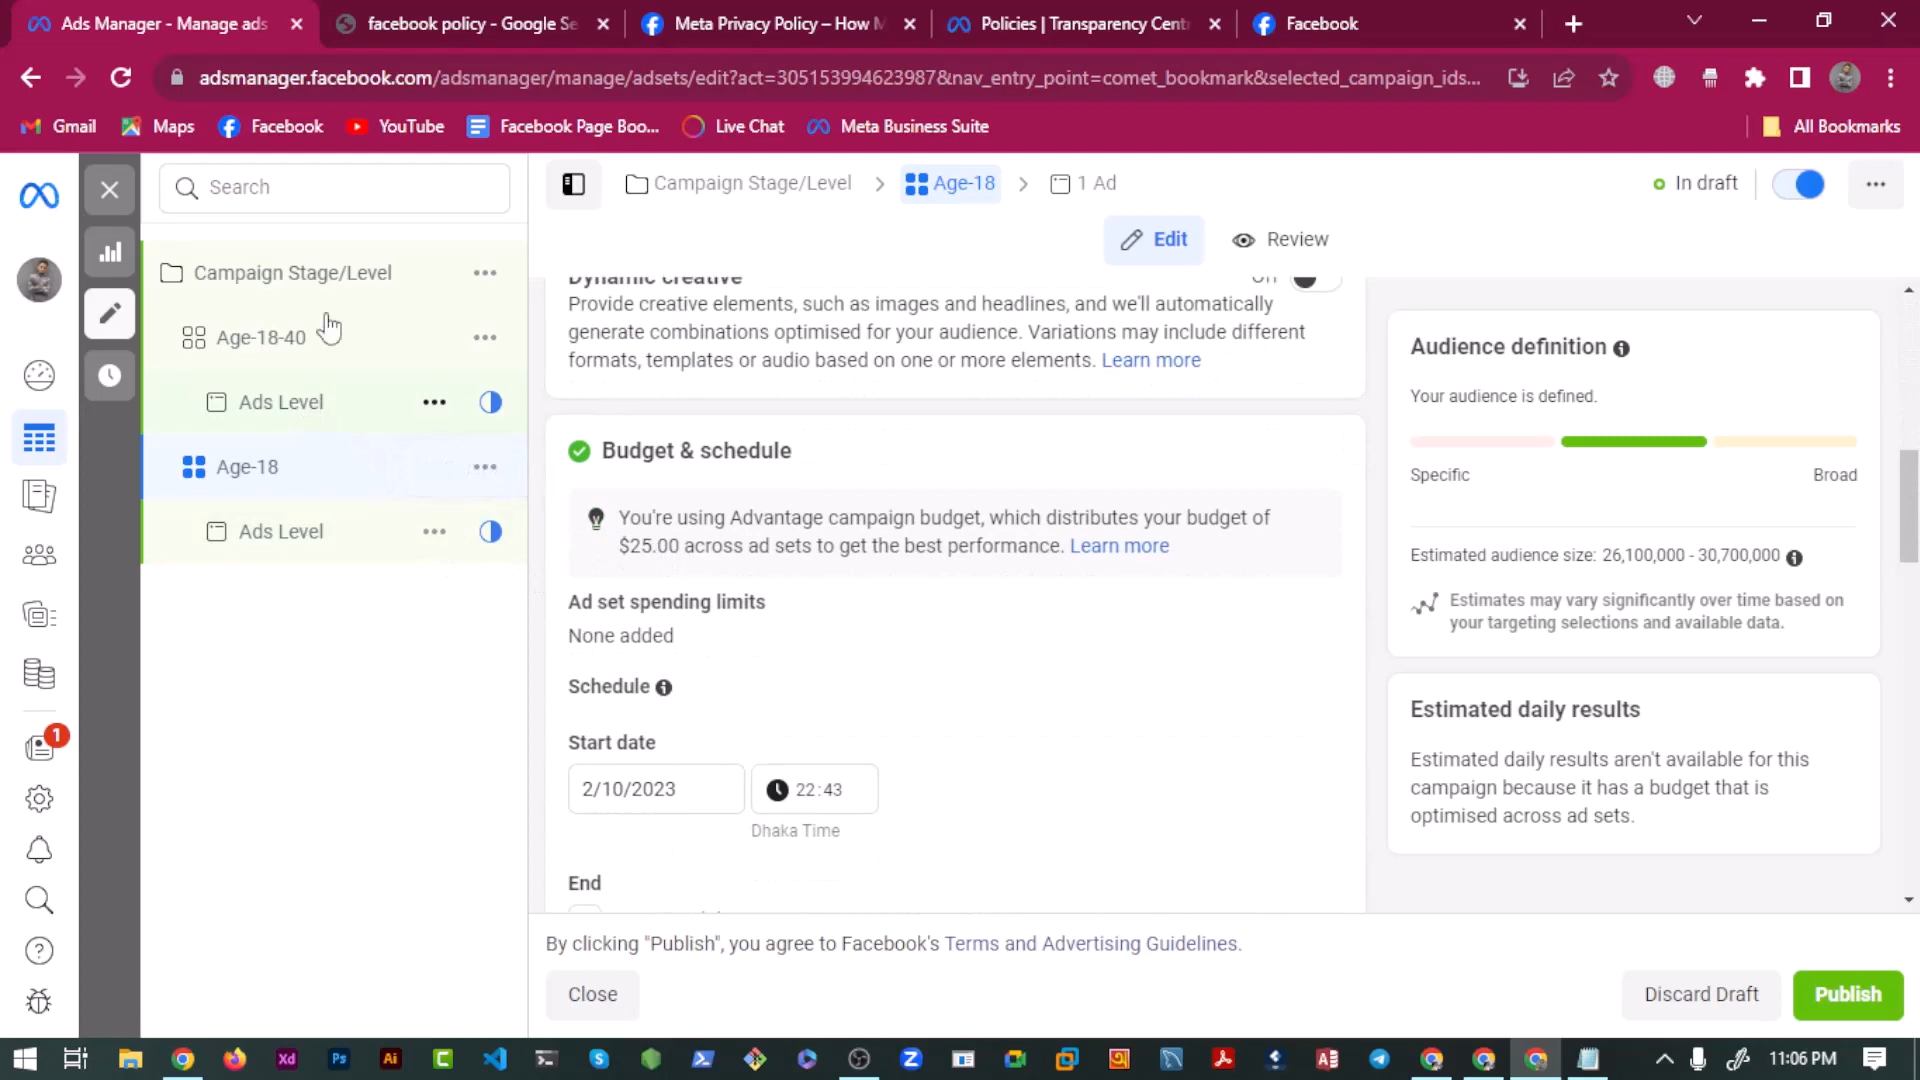 Ads Manager - Manage ads
facebook policy - Google Se
Meta Privacy Policy – How M
Policies | Transparency Cent
Facebook
adsmanager.facebook.com/adsmanager/manage/adsets/edit?act=305153994623987&nav_entry_point=comet_bookmark&selected_campaign_ids...
Gmail
Maps
Facebook
YouTube
Facebook Page Boo...
Live Chat
Meta Business Suite
All Bookmarks
Search
Campaign Stage/Level
Age-18
1 Ad
In draft
Edit
Review
Campaign Stage/Level
Age-18-40
Ads Level
Age-18
Ads Level
Dynamic creative
Off
Provide creative elements, such as images and headlines, and we'll automatically
generate combinations optimised for your audience. Variations may include different
formats, templates or audio based on one or more elements. Learn more
Budget & schedule
You're using Advantage campaign budget, which distributes your budget of
$25.00 across ad sets to get the best performance. Learn more
Ad set spending limits
None added
Schedule
Start date
2/10/2023
22:43
Dhaka Time
End
Audience definition
Your audience is defined.
Specific
Broad
Estimated audience size: 26,100,000 - 30,700,000
Estimates may vary significantly over time based on
your targeting selections and available data.
Estimated daily results
Estimated daily results aren't available for this
campaign because it has a budget that is
optimised across ad sets.
By clicking "Publish", you agree to Facebook's Terms and Advertising Guidelines.
Close
Discard Draft
Publish
1
Xd
Ps
Ai
11:06 PM